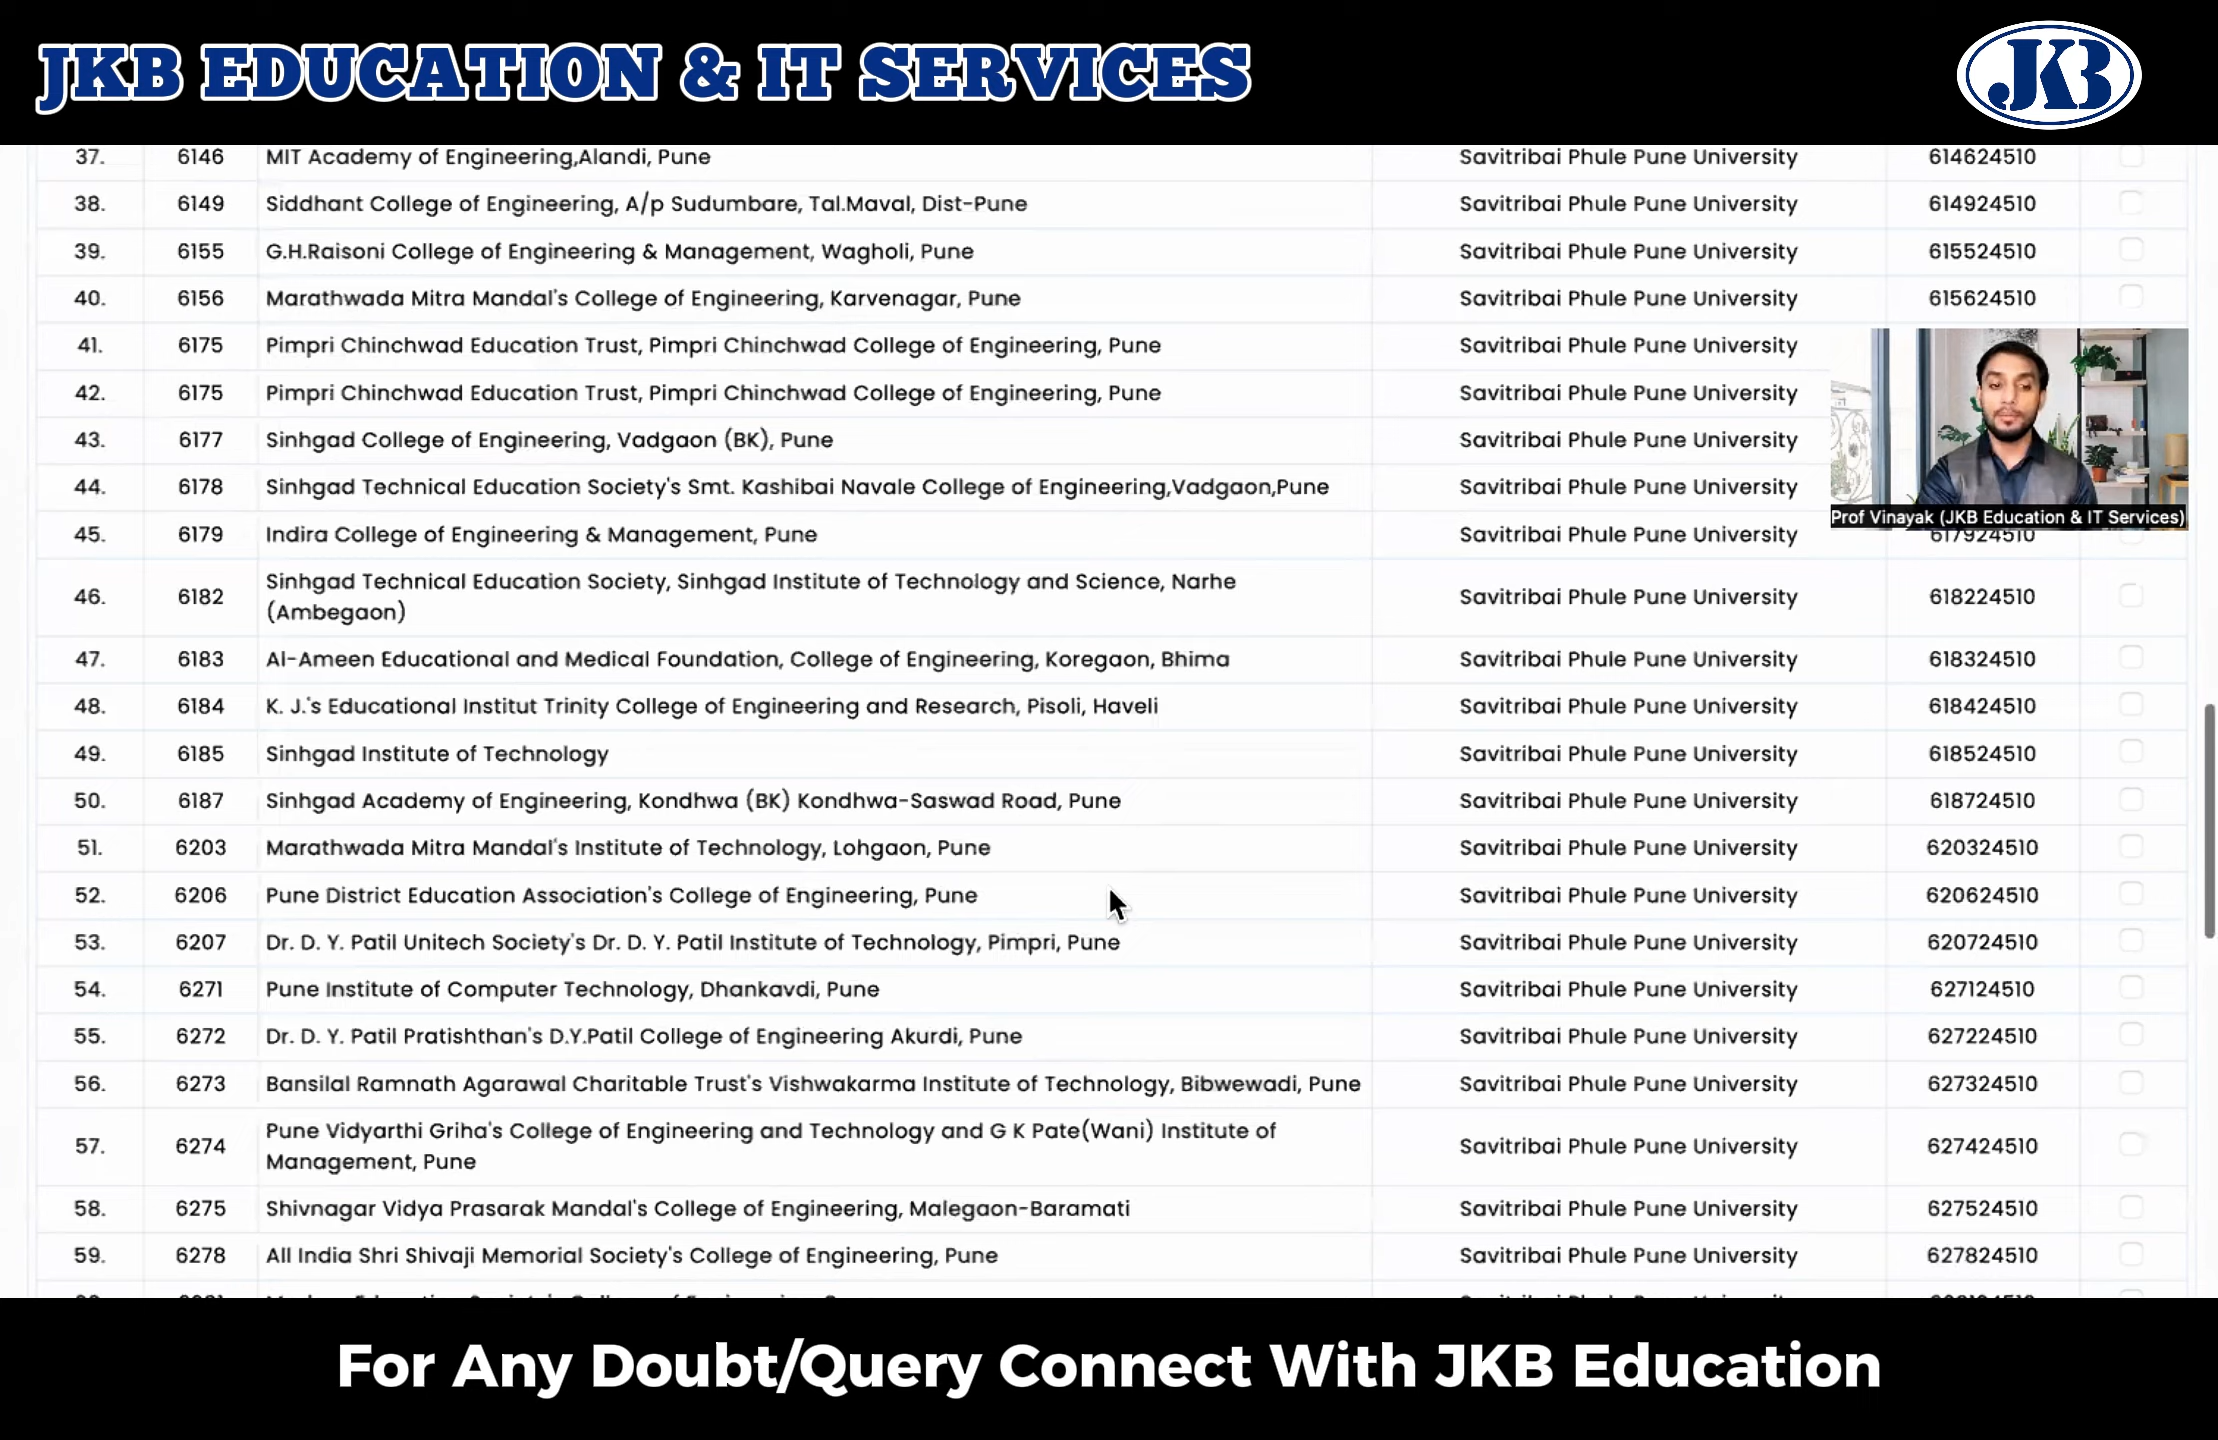 JKB EDUCATION & IT SERVICES
JKB
37. 6146 MIT Academy of Engineering,Alandi, Pune Savitribai Phule Pune University 614624510
38. 6149 Siddhant College of Engineering, A/p Sudumbare, Tal.Maval, Dist-Pune Savitribai Phule Pune University 614924510
39. 6155 G.H.Raisoni College of Engineering & Management, Wagholi, Pune Savitribai Phule Pune University 615524510
40. 6156 Marathwada Mitra Mandal's College of Engineering, Karvenagar, Pune Savitribai Phule Pune University 615624510
41. 6175 Pimpri Chinchwad Education Trust, Pimpri Chinchwad College of Engineering, Pune Savitribai Phule Pune University
42. 6175 Pimpri Chinchwad Education Trust, Pimpri Chinchwad College of Engineering, Pune Savitribai Phule Pune University
43. 6177 Sinhgad College of Engineering, Vadgaon (BK), Pune Savitribai Phule Pune University
44. 6178 Sinhgad Technical Education Society's Smt. Kashibai Navale College of Engineering,Vadgaon,Pune Savitribai Phule Pune University
Prof Vinayak (JKB Education & IT Services)
45. 6179 Indira College of Engineering & Management, Pune Savitribai Phule Pune University 617924510
46. 6182 Sinhgad Technical Education Society, Sinhgad Institute of Technology and Science, Narhe
(Ambegaon) Savitribai Phule Pune University 618224510
47. 6183 Al-Ameen Educational and Medical Foundation, College of Engineering, Koregaon, Bhima Savitribai Phule Pune University 618324510
48. 6184 K. J.'s Educational Institut Trinity College of Engineering and Research, Pisoli, Haveli Savitribai Phule Pune University 618424510
49. 6185 Sinhgad Institute of Technology Savitribai Phule Pune University 618524510
50. 6187 Sinhgad Academy of Engineering, Kondhwa (BK) Kondhwa-Saswad Road, Pune Savitribai Phule Pune University 618724510
51. 6203 Marathwada Mitra Mandal's Institute of Technology, Lohgaon, Pune Savitribai Phule Pune University 620324510
52. 6206 Pune District Education Association's College of Engineering, Pune Savitribai Phule Pune University 620624510
53. 6207 Dr. D. Y. Patil Unitech Society's Dr. D. Y. Patil Institute of Technology, Pimpri, Pune Savitribai Phule Pune University 620724510
54. 6271 Pune Institute of Computer Technology, Dhankavdi, Pune Savitribai Phule Pune University 627124510
55. 6272 Dr. D. Y. Patil Pratishthan's D.Y.Patil College of Engineering Akurdi, Pune Savitribai Phule Pune University 627224510
56. 6273 Bansilal Ramnath Agarawal Charitable Trust's Vishwakarma Institute of Technology, Bibwewadi, Pune Savitribai Phule Pune University 627324510
57. 6274 Pune Vidyarthi Griha's College of Engineering and Technology and G K Pate(Wani) Institute of
Management, Pune Savitribai Phule Pune University 627424510
58. 6275 Shivnagar Vidya Prasarak Mandal's College of Engineering, Malegaon-Baramati Savitribai Phule Pune University 627524510
59. 6278 All India Shri Shivaji Memorial Society's College of Engineering, Pune Savitribai Phule Pune University 627824510
For Any Doubt/Query Connect With JKB Education